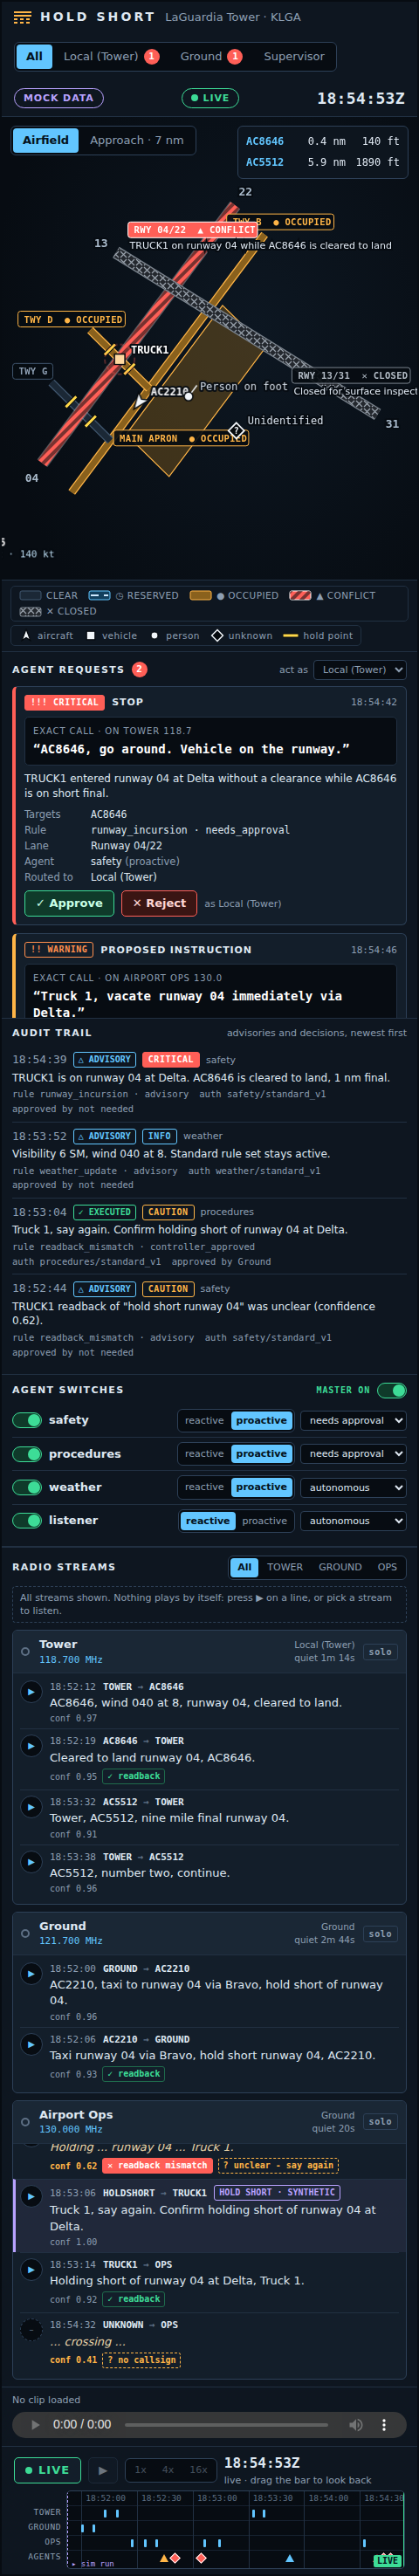 HOLD SHORT LaGuardia Tower · KLGA
All Local (Tower) 1 Ground 1 Supervisor
MOCK DATA ● LIVE 18:54:53Z
Airfield Approach · 7 nm
AC8646 0.4 nm 140 ft
AC5512 5.9 nm 1890 ft
22
TWY B ● OCCUPIED
RWY 04/22 ▲ CONFLICT
13
TRUCK1 on runway 04 while AC8646 is cleared to land
TWY D ● OCCUPIED
TRUCK1
TWY G
RWY 13/31 ✕ CLOSED
Person on foot
AC2210
Closed for surface inspect
Unidentified
31
?
MAIN APRON ● OCCUPIED
04
· 140 kt
CLEAR ◷ RESERVED ● OCCUPIED ▲ CONFLICT
✕ CLOSED
aircraft vehicle person unknown hold point
AGENT REQUESTS 2 act as Local (Tower)
!!! CRITICAL STOP 18:54:42
EXACT CALL · ON TOWER 118.7
“AC8646, go around. Vehicle on the runway.”
TRUCK1 entered runway 04 at Delta without a clearance while AC8646
is on short final.
Targets AC8646
Rule runway_incursion · needs_approval
Lane Runway 04/22
Agent safety (proactive)
Routed to Local (Tower)
✓ Approve ✕ Reject as Local (Tower)
!! WARNING PROPOSED INSTRUCTION 18:54:46
EXACT CALL · ON AIRPORT OPS 130.0
“Truck 1, vacate runway 04 immediately via
Delta.”
AUDIT TRAIL advisories and decisions, newest first
18:54:39 △ ADVISORY CRITICAL safety
TRUCK1 is on runway 04 at Delta. AC8646 is cleared to land, 1 nm final.
rule runway_incursion · advisory auth safety/standard_v1
approved by not needed
18:53:52 △ ADVISORY INFO weather
Visibility 6 SM, wind 040 at 8. Standard rule set stays active.
rule weather_update · advisory auth weather/standard_v1
approved by not needed
18:53:04 ✓ EXECUTED CAUTION procedures
Truck 1, say again. Confirm holding short of runway 04 at Delta.
rule readback_mismatch · controller_approved
auth procedures/standard_v1 approved by Ground
18:52:44 △ ADVISORY CAUTION safety
TRUCK1 readback of "hold short runway 04" was unclear (confidence
0.62).
rule readback_mismatch · advisory auth safety/standard_v1
approved by not needed
AGENT SWITCHES MASTER ON
safety reactive proactive needs approval
procedures reactive proactive needs approval
weather reactive proactive autonomous
listener reactive proactive autonomous
RADIO STREAMS All TOWER GROUND OPS
All streams shown. Nothing plays by itself: press ▶ on a line, or pick a stream
to listen.
Tower Local (Tower)
118.700 MHz quiet 1m 14s solo
18:52:12 TOWER → AC8646
AC8646, wind 040 at 8, runway 04, cleared to land.
conf 0.97
18:52:19 AC8646 → TOWER
Cleared to land runway 04, AC8646.
conf 0.95 ✓ readback
18:53:32 AC5512 → TOWER
Tower, AC5512, nine mile final runway 04.
conf 0.91
18:53:38 TOWER → AC5512
AC5512, number two, continue.
conf 0.96
Ground Ground
121.700 MHz quiet 2m 44s solo
18:52:00 GROUND → AC2210
AC2210, taxi to runway 04 via Bravo, hold short of runway
04.
conf 0.96
18:52:06 AC2210 → GROUND
Taxi runway 04 via Bravo, hold short runway 04, AC2210.
conf 0.93 ✓ readback
Airport Ops Ground
130.000 MHz quiet 20s solo
Holding ... runway 04 ... Truck 1.
conf 0.62 ✕ readback mismatch ? unclear - say again
18:53:06 HOLDSHORT → TRUCK1 HOLD SHORT · SYNTHETIC
Truck 1, say again. Confirm holding short of runway 04 at
Delta.
conf 1.00
18:53:14 TRUCK1 → OPS
Holding short of runway 04 at Delta, Truck 1.
conf 0.92 ✓ readback
18:54:32 UNKNOWN → OPS
... crossing ...
conf 0.41 ? no callsign
No clip loaded
0:00 / 0:00
● LIVE ▶ 1x 4x 16x 18:54:53Z
live · drag the bar to look back
18:52:00 18:52:30 18:53:00 18:53:30 18:54:00 18:54:30
TOWER
GROUND
OPS
AGENTS LIVE
▸ sim run